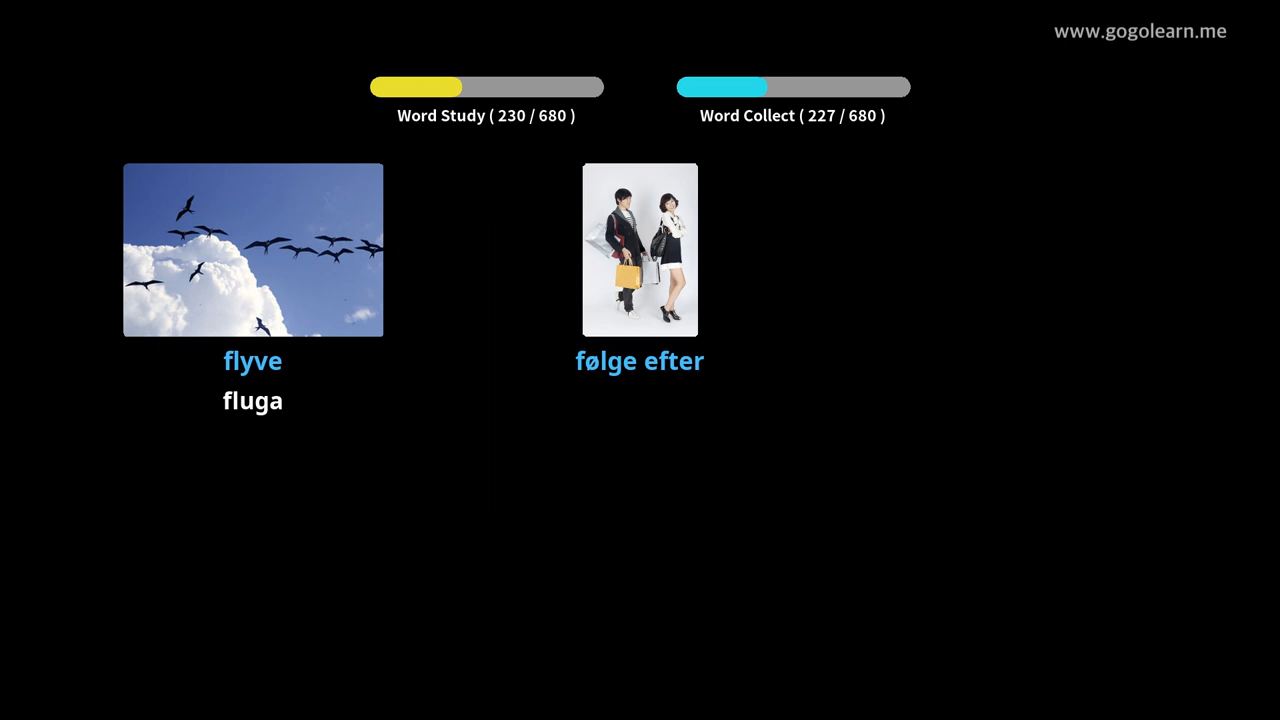 www.gogolearn.me
Word Study ( 230 / 680 )
Word Collect ( 227 / 680 )
flyve
fluga
følge efter